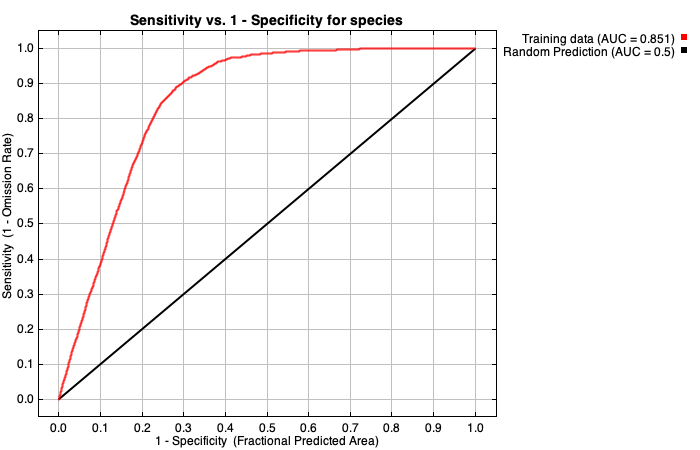 Sensitivity vs. 1 - Specificity for species
Training data (AUC = 0.851)
Random Prediction (AUC = 0.5)
Sensitivity (1 - Omission Rate)
1.0
0.9
0.8
0.7
0.6
0.5
0.4
0.3
0.2
0.1
0.0
0.0 0.1 0.2 0.3 0.4 0.5 0.6 0.7 0.8 0.9 1.0
1 - Specificity (Fractional Predicted Area)